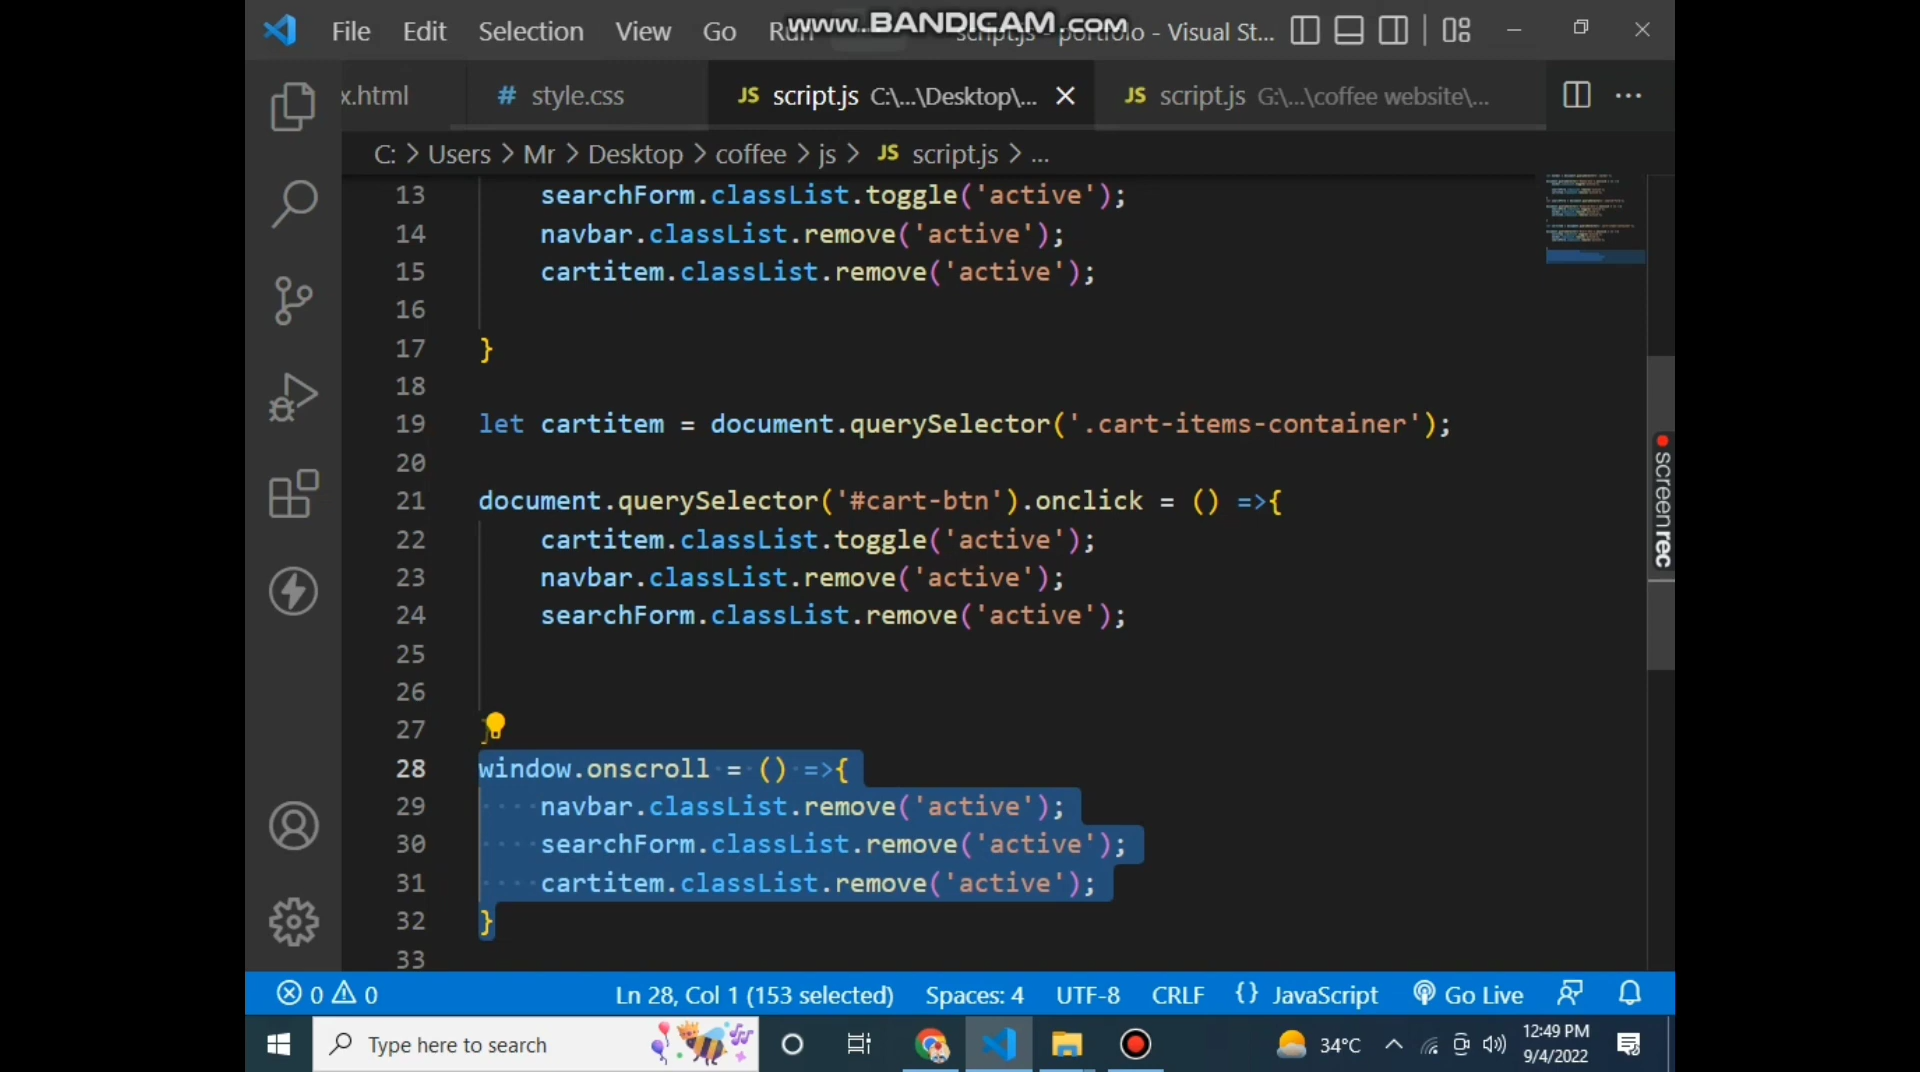 www.BANDICAM.com
File Edit Selection View Go Run script.js - portfolio - Visual St...
x.html # style.css JS script.js C:\...\Desktop\... JS script.js G:\...\coffee website\...
C: > Users > Mr > Desktop > coffee > js > JS script.js > ...
13 searchForm.classList.toggle('active');
14 navbar.classList.remove('active');
15 cartitem.classList.remove('active');
16
17 }
18
19 let cartitem = document.querySelector('.cart-items-container');
20
21 document.querySelector('#cart-btn').onclick = () =>{
22 cartitem.classList.toggle('active');
23 navbar.classList.remove('active');
24 searchForm.classList.remove('active');
25
26
27 }
28 window.onscroll = () =>{
29 navbar.classList.remove('active');
30 searchForm.classList.remove('active');
31 cartitem.classList.remove('active');
32 }
33
screenrec
0 0 Ln 28, Col 1 (153 selected) Spaces: 4 UTF-8 CRLF {} JavaScript Go Live
Type here to search 34°C 12:49 PM
9/4/2022